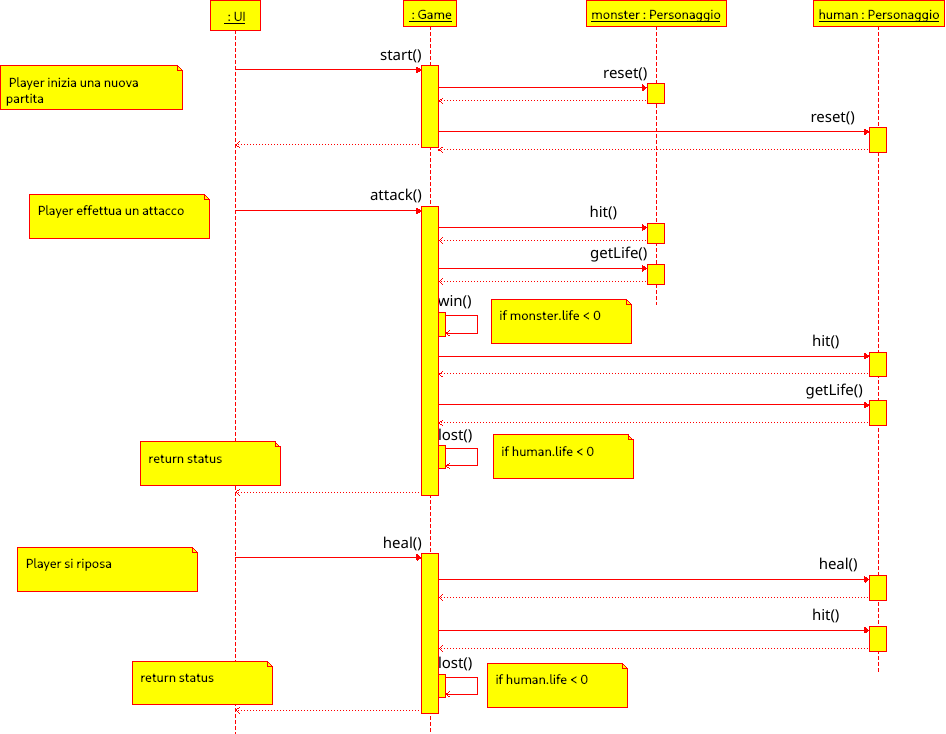 : UI
: Game
monster : Personaggio
human : Personaggio
start()
Player inizia una nuova
partita
reset()
reset()
attack()
Player effettua un attacco
hit()
getLife()
win()
if monster.life < 0
hit()
getLife()
lost()
if human.life < 0
return status
heal()
Player si riposa
heal()
hit()
lost()
if human.life < 0
return status